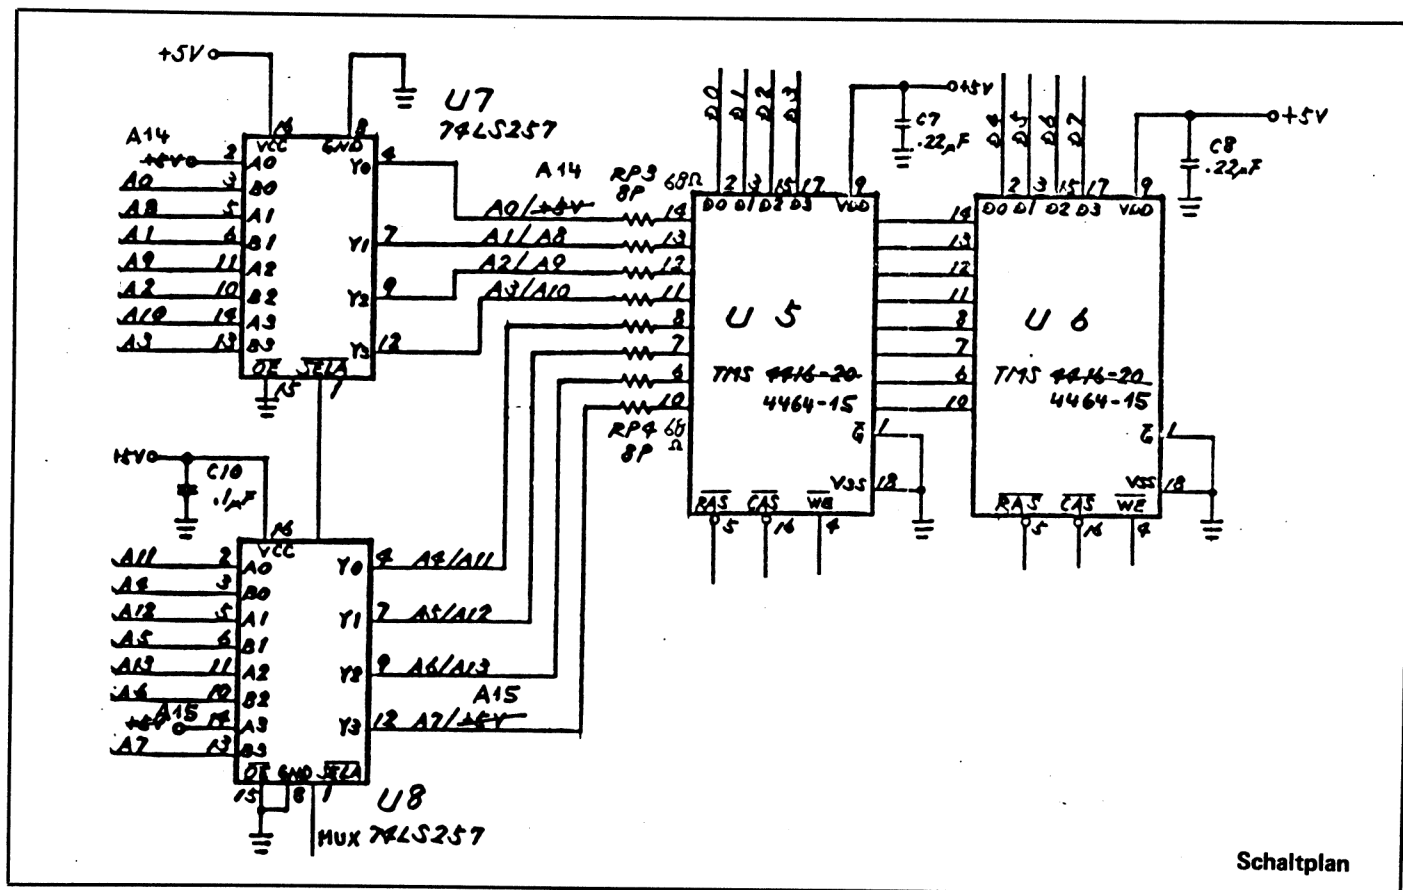 +5V
U7
74LS257
16
8
VCC
GND
A14
+5V
2
A0
Y0
4
A0
3
B0
A8
5
A1
A1
6
B1
Y1
7
A9
11
A2
A2
10
B2
Y2
9
A10
14
A3
A3
13
B3
Y3
12
OE
SELA
15
1
A14
A0/+5V
A1/A8
A2/A9
A3/A10
RP3
8P
68Ω
RP4
8P
68
Ω
D0
D1
D2
D3
2
3
15
17
9
D0
D1
D2
D3
VDD
+5V
C7
.22µF
14
13
12
11
8
7
6
10
U 5
TMS 4416-20
4464-15
G
1
VSS
18
RAS
CAS
WE
5
16
4
D4
D5
D6
D7
2
3
15
17
9
D0
D1
D2
D3
VDD
+5V
C8
.22µF
14
13
12
11
8
7
6
10
U 6
TMS 4416-20
4464-15
G
1
VSS
18
RAS
CAS
WE
5
16
4
+5V
C10
.1µF
16
VCC
A11
2
A0
Y0
4
A4/A11
A4
3
B0
A12
5
A1
Y1
7
A5/A12
A5
6
B1
A13
11
A2
Y2
9
A6/A13
A6
10
B2
A15
+5V
14
A3
Y3
12
A7/+5V
A15
A7
13
B3
OE
GND
SELA
15
8
1
U8
MUX 74LS257
Schaltplan